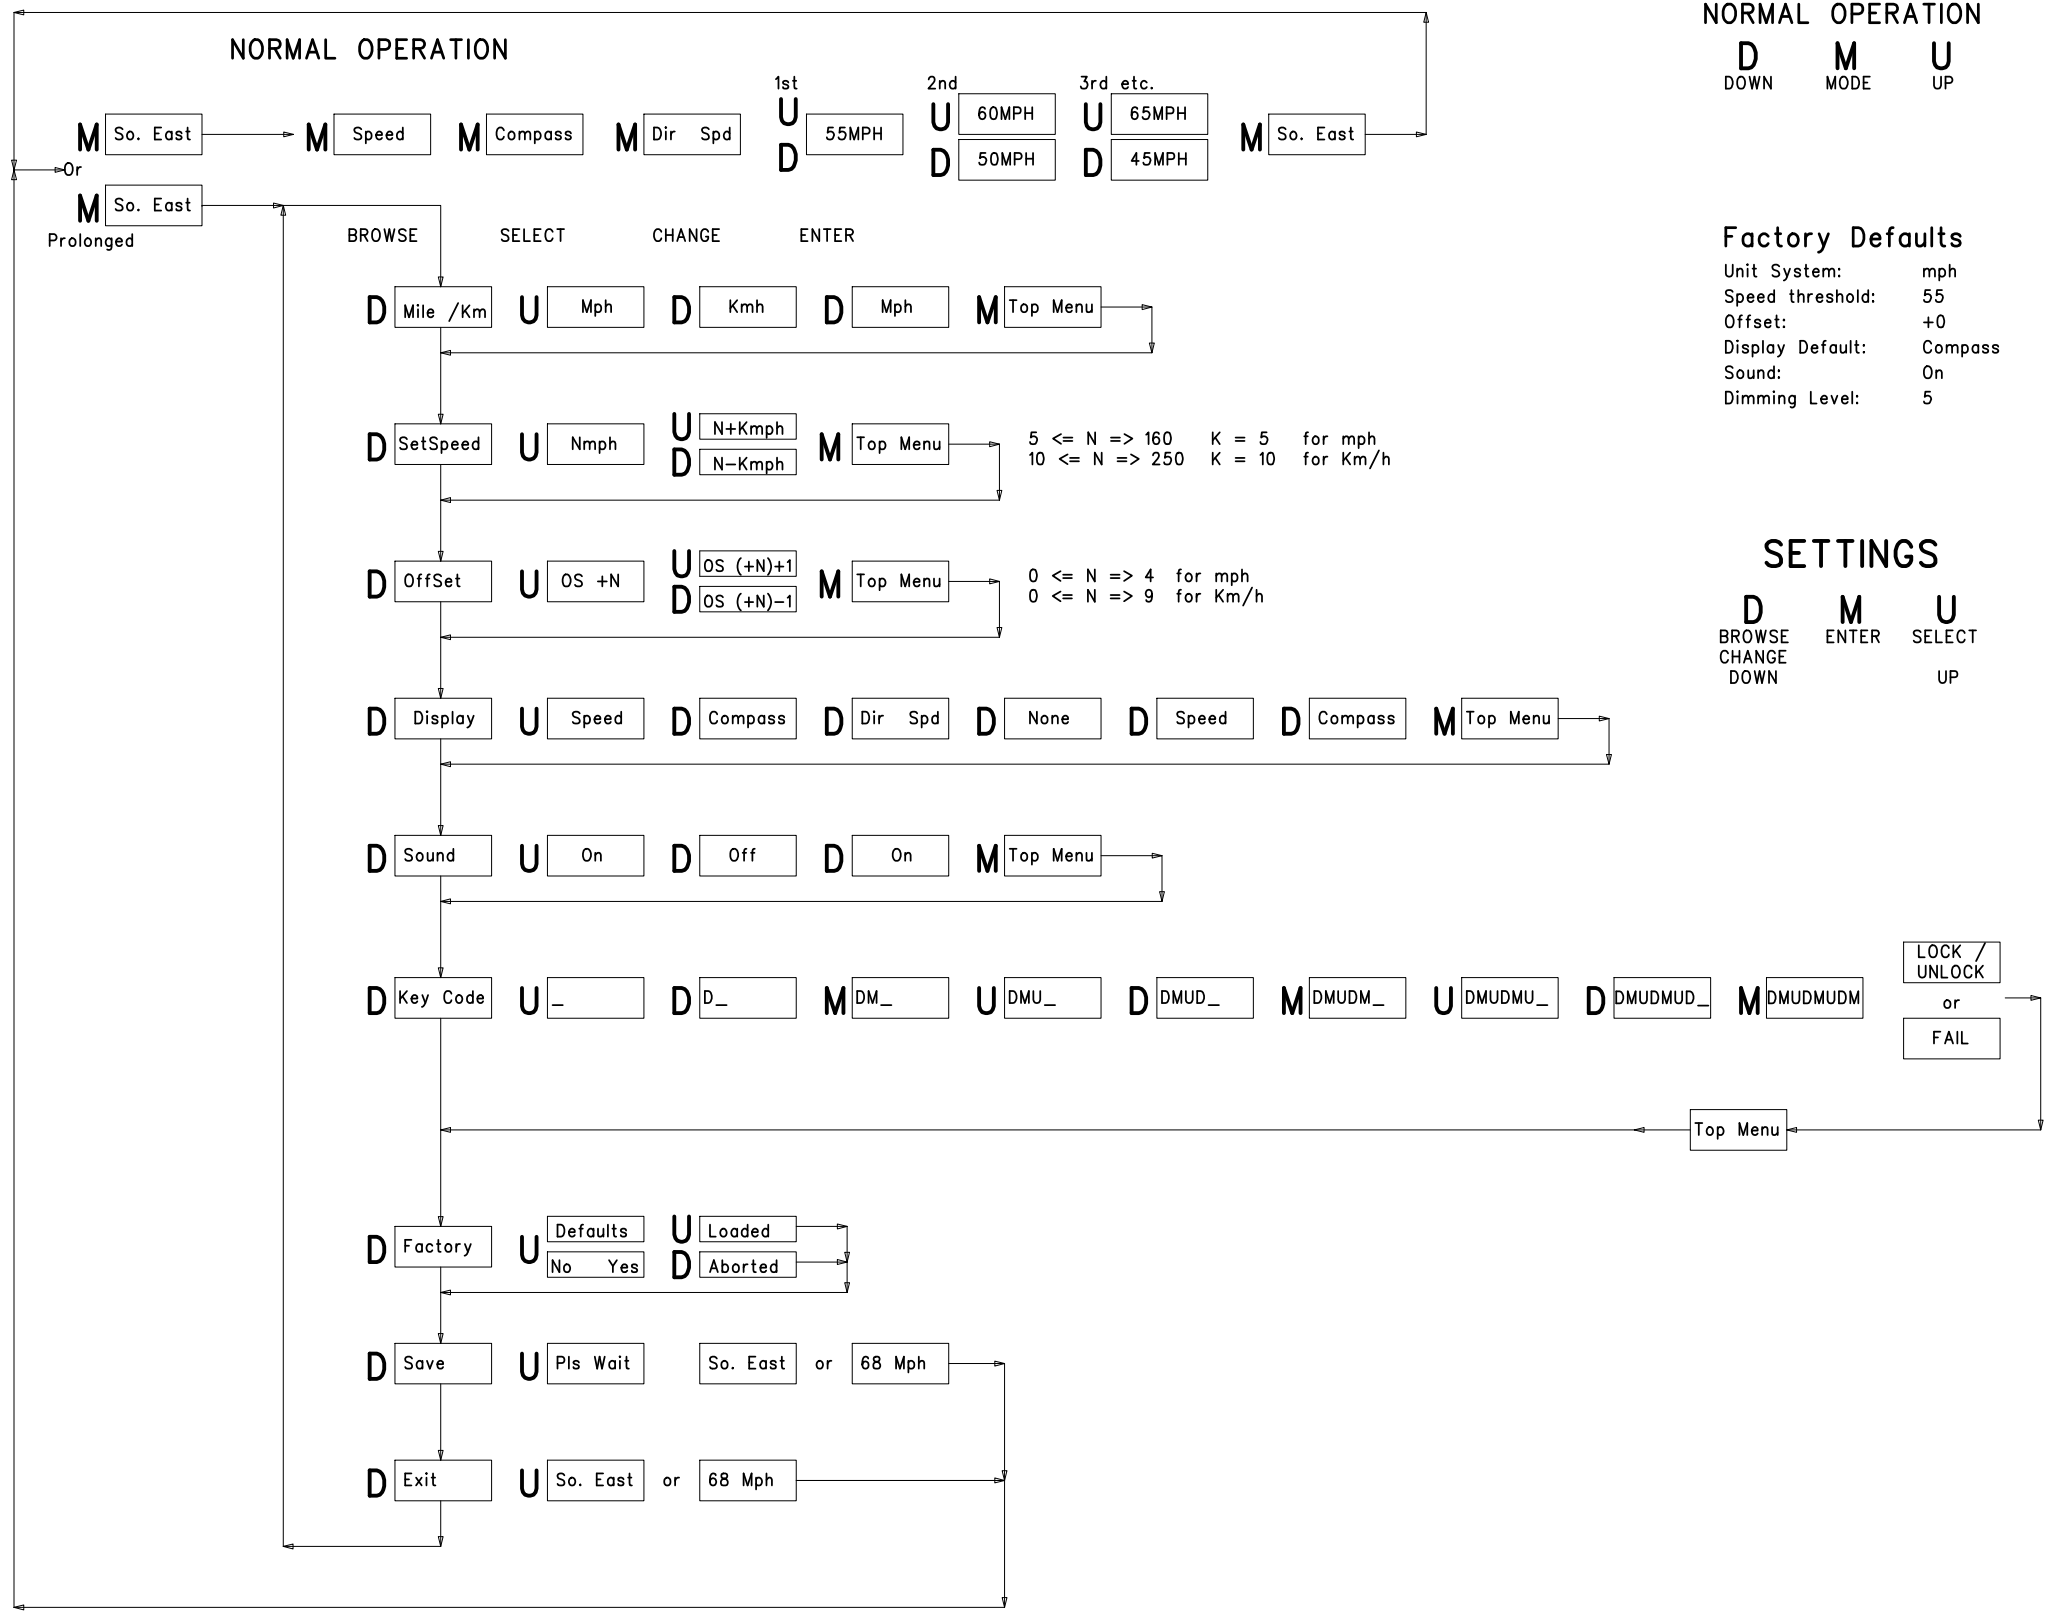 NORMAL OPERATION
D M U
DOWN MODE UP
NORMAL OPERATION
1st 2nd 3rd etc.
U U 60MPH U 65MPH
M So. East M Speed M Compass M Dir Spd 55MPH M So. East
D D 50MPH D 45MPH
Or
M So. East
Prolonged
BROWSE SELECT CHANGE ENTER
Factory Defaults
Unit System: mph
Speed threshold: 55
Offset: +0
Display Default: Compass
Sound: On
Dimming Level: 5
D Mile /Km U Mph D Kmh D Mph M Top Menu
U N+Kmph
D SetSpeed U Nmph M Top Menu
D N-Kmph
5 <= N => 160 K = 5 for mph
10 <= N => 250 K = 10 for Km/h
U OS (+N)+1
D OffSet U OS +N M Top Menu
D OS (+N)-1
0 <= N => 4 for mph
0 <= N => 9 for Km/h
SETTINGS
D M U
BROWSE ENTER SELECT
CHANGE
DOWN UP
D Display U Speed D Compass D Dir Spd D None D Speed D Compass M Top Menu
D Sound U On D Off D On M Top Menu
LOCK /
UNLOCK
D Key Code U _ D D_ M DM_ U DMU_ D DMUD_ M DMUDM_ U DMUDMU_ D DMUDMUD_ M DMUDMUDM or
FAIL
Top Menu
Defaults U Loaded
D Factory U
No Yes D Aborted
D Save U Pls Wait So. East or 68 Mph
D Exit U So. East or 68 Mph